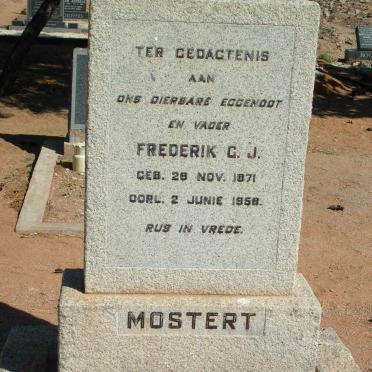 TER GEDAGTENIS
AAN
ONS DIERBARE EGGENOOT
EN VADER
FREDERIK G. J.
GEB. 28 NOV. 1871
OORL. 2 JUNIE 1958.
RUS IN VREDE.
MOSTERT